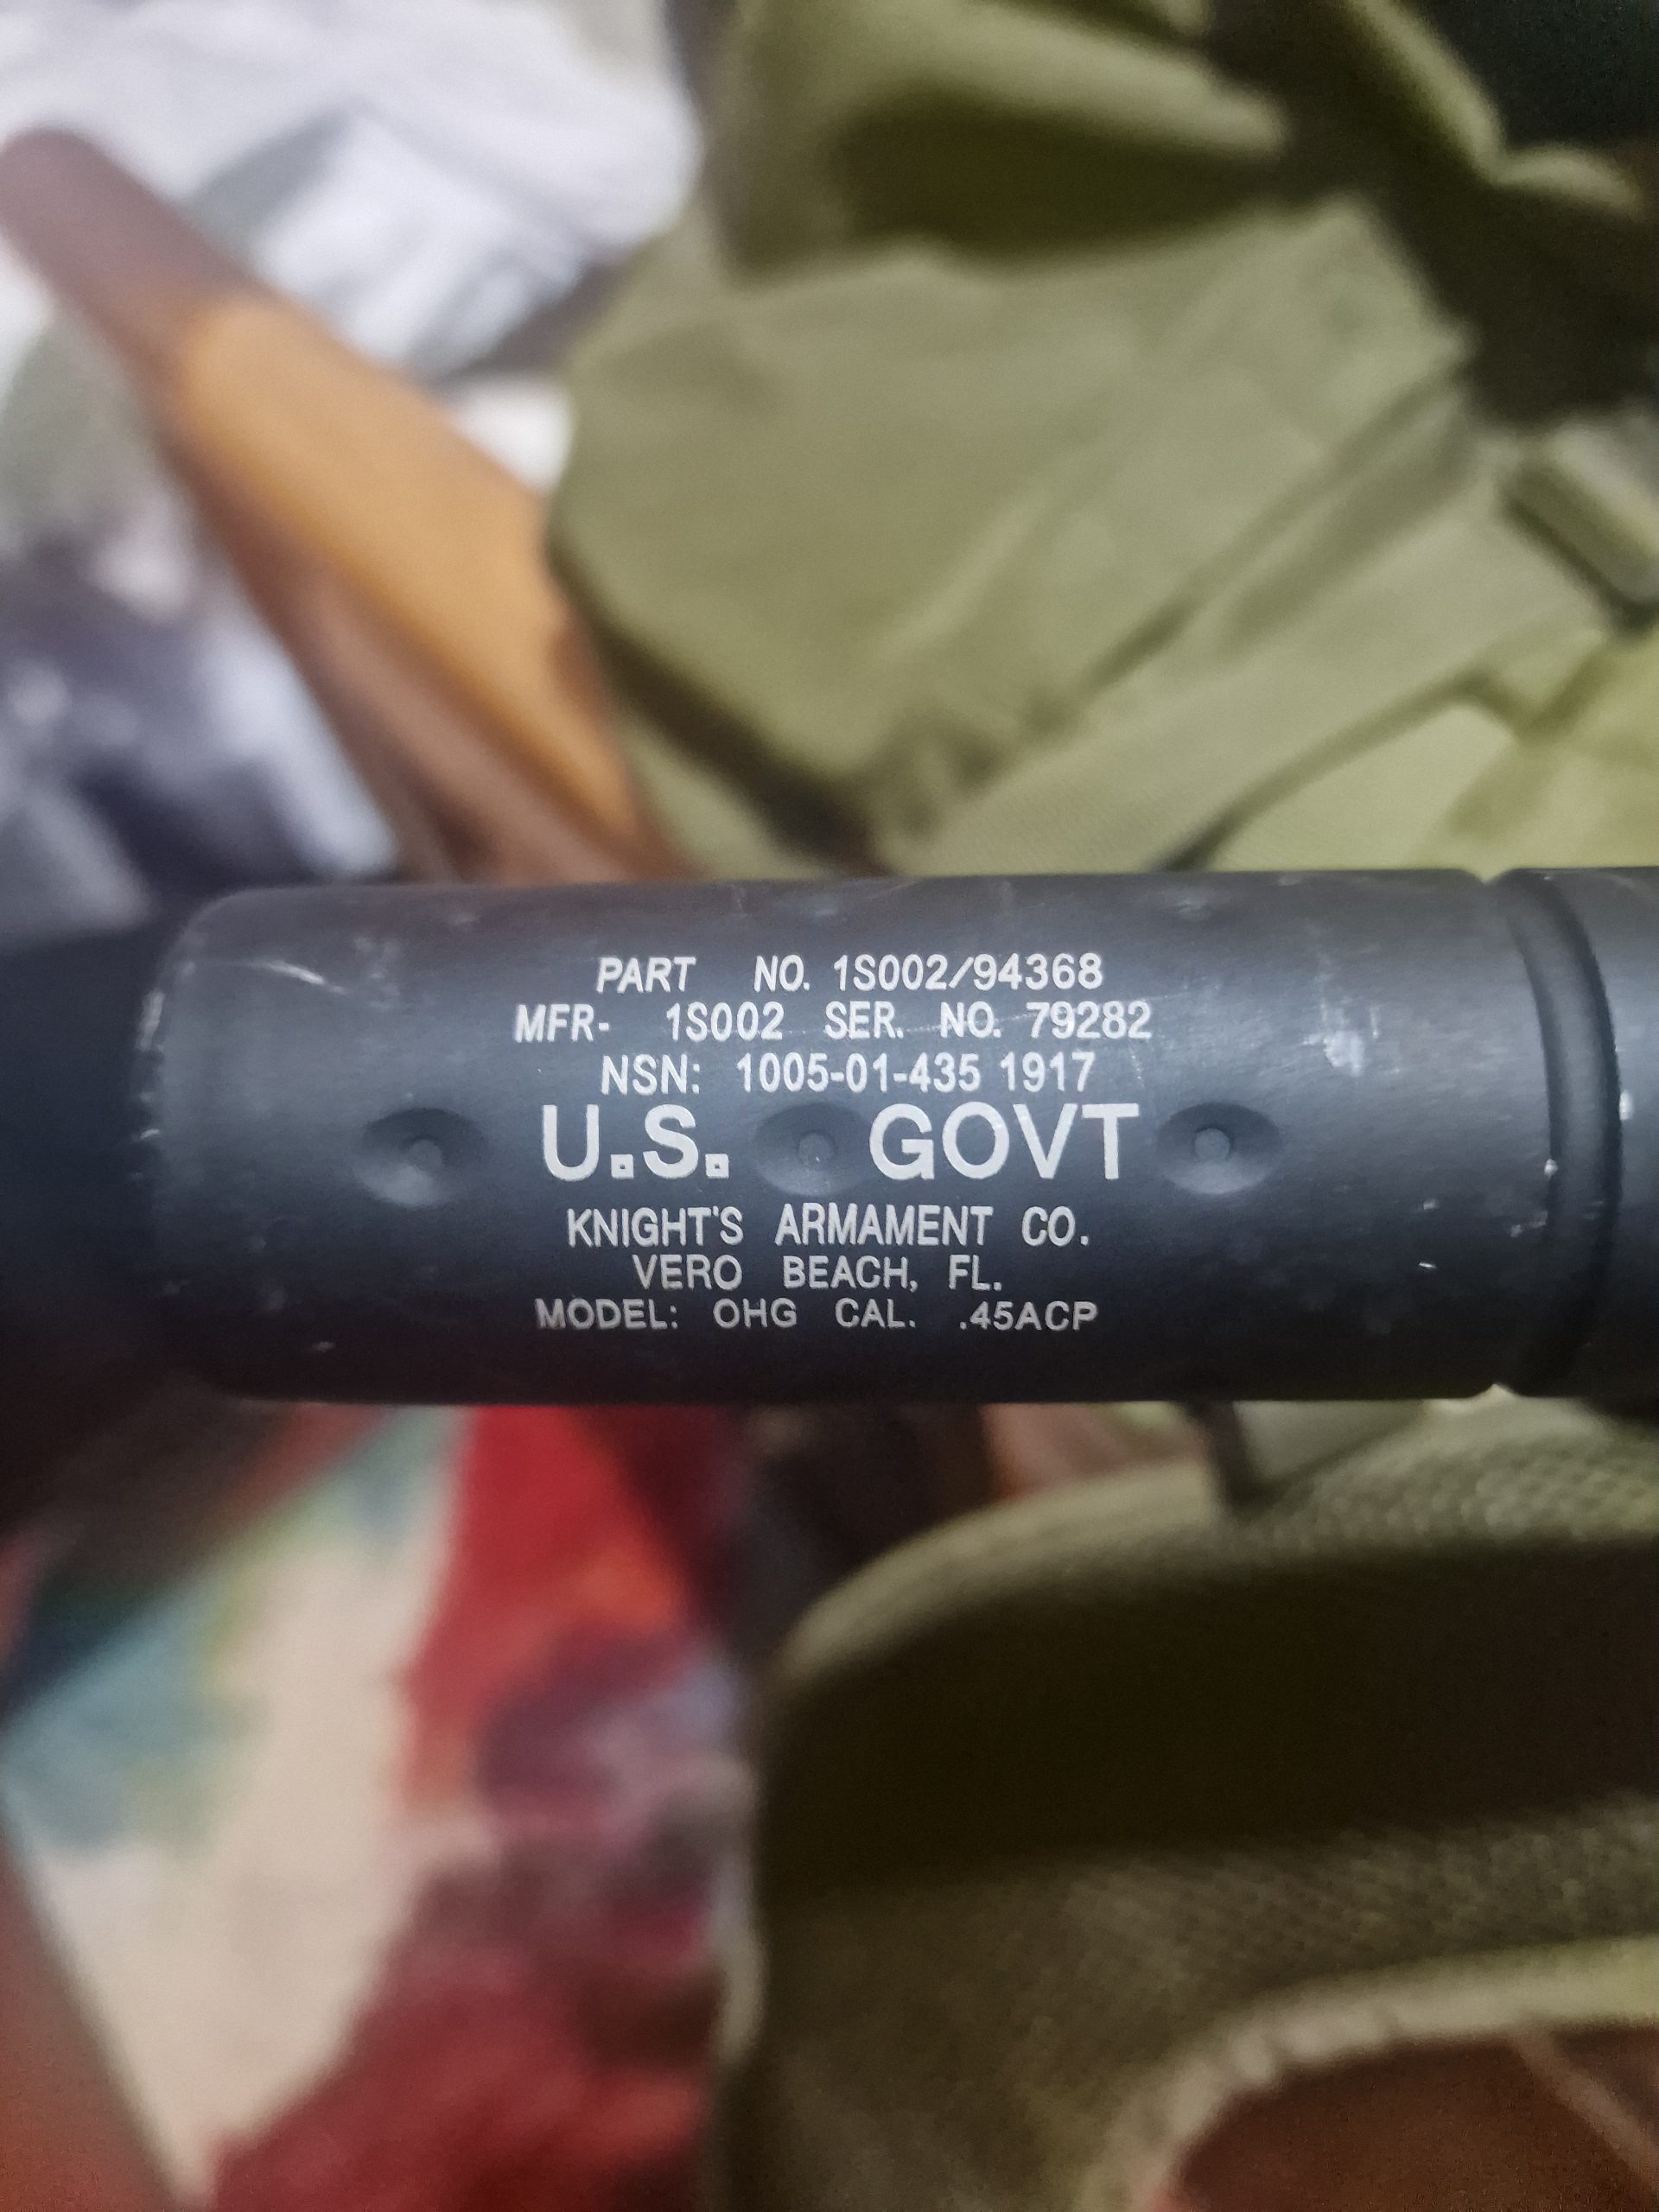 PART NO. 1S002/94368
MFR- 1S002 SER. NO. 79282
NSN: 1005-01-435 1917
U.S. GOVT
KNIGHT'S ARMAMENT CO.
VERO BEACH, FL.
MODEL: OHG CAL. .45ACP